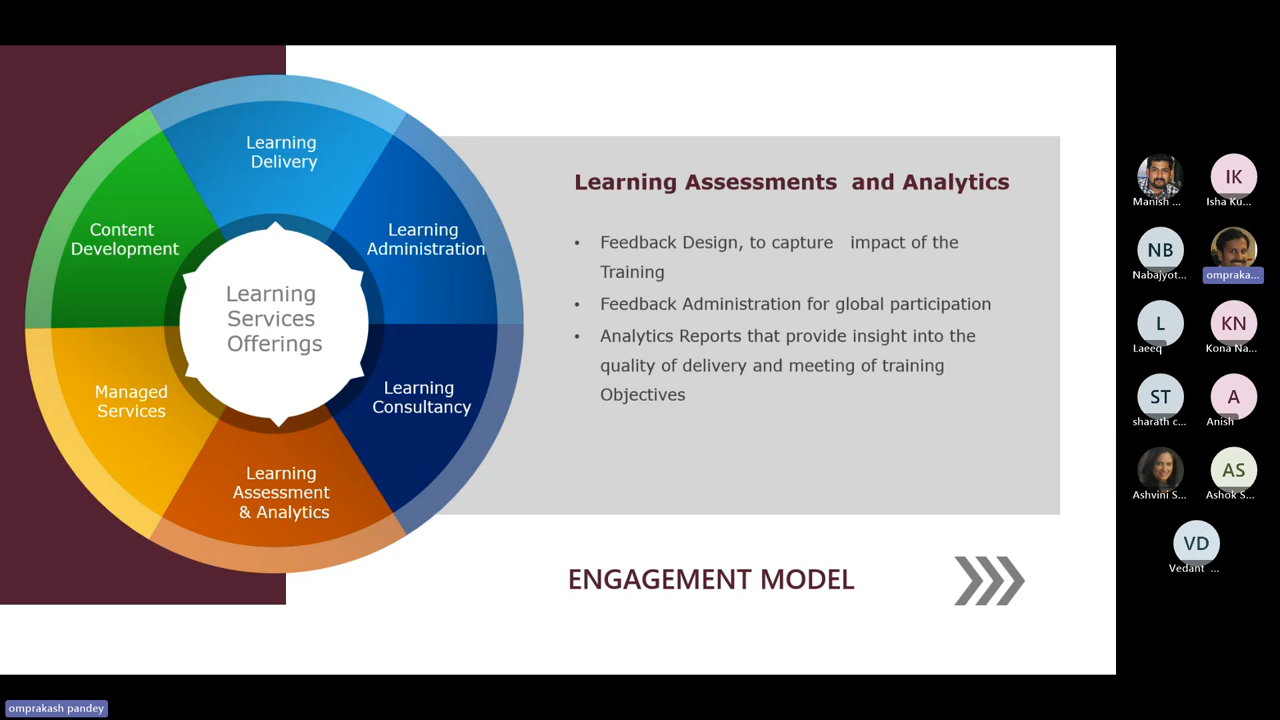 Learning
Delivery
Content
Development
Learning
Administration
Learning
Services
Offerings
Managed
Services
Learning
Consultancy
Learning
Assessment
& Analytics
Learning Assessments and Analytics
• Feedback Design, to capture impact of the
Training
• Feedback Administration for global participation
• Analytics Reports that provide insight into the
quality of delivery and meeting of training
Objectives
ENGAGEMENT MODEL
Manish ...
IK
Isha Ku...
NB
Nabajyot...
ompraka...
L
Laeeq
KN
Kona Na...
ST
sharath c...
A
Anish
Ashvini S...
AS
Ashok S...
VD
Vedant ...
omprakash pandey